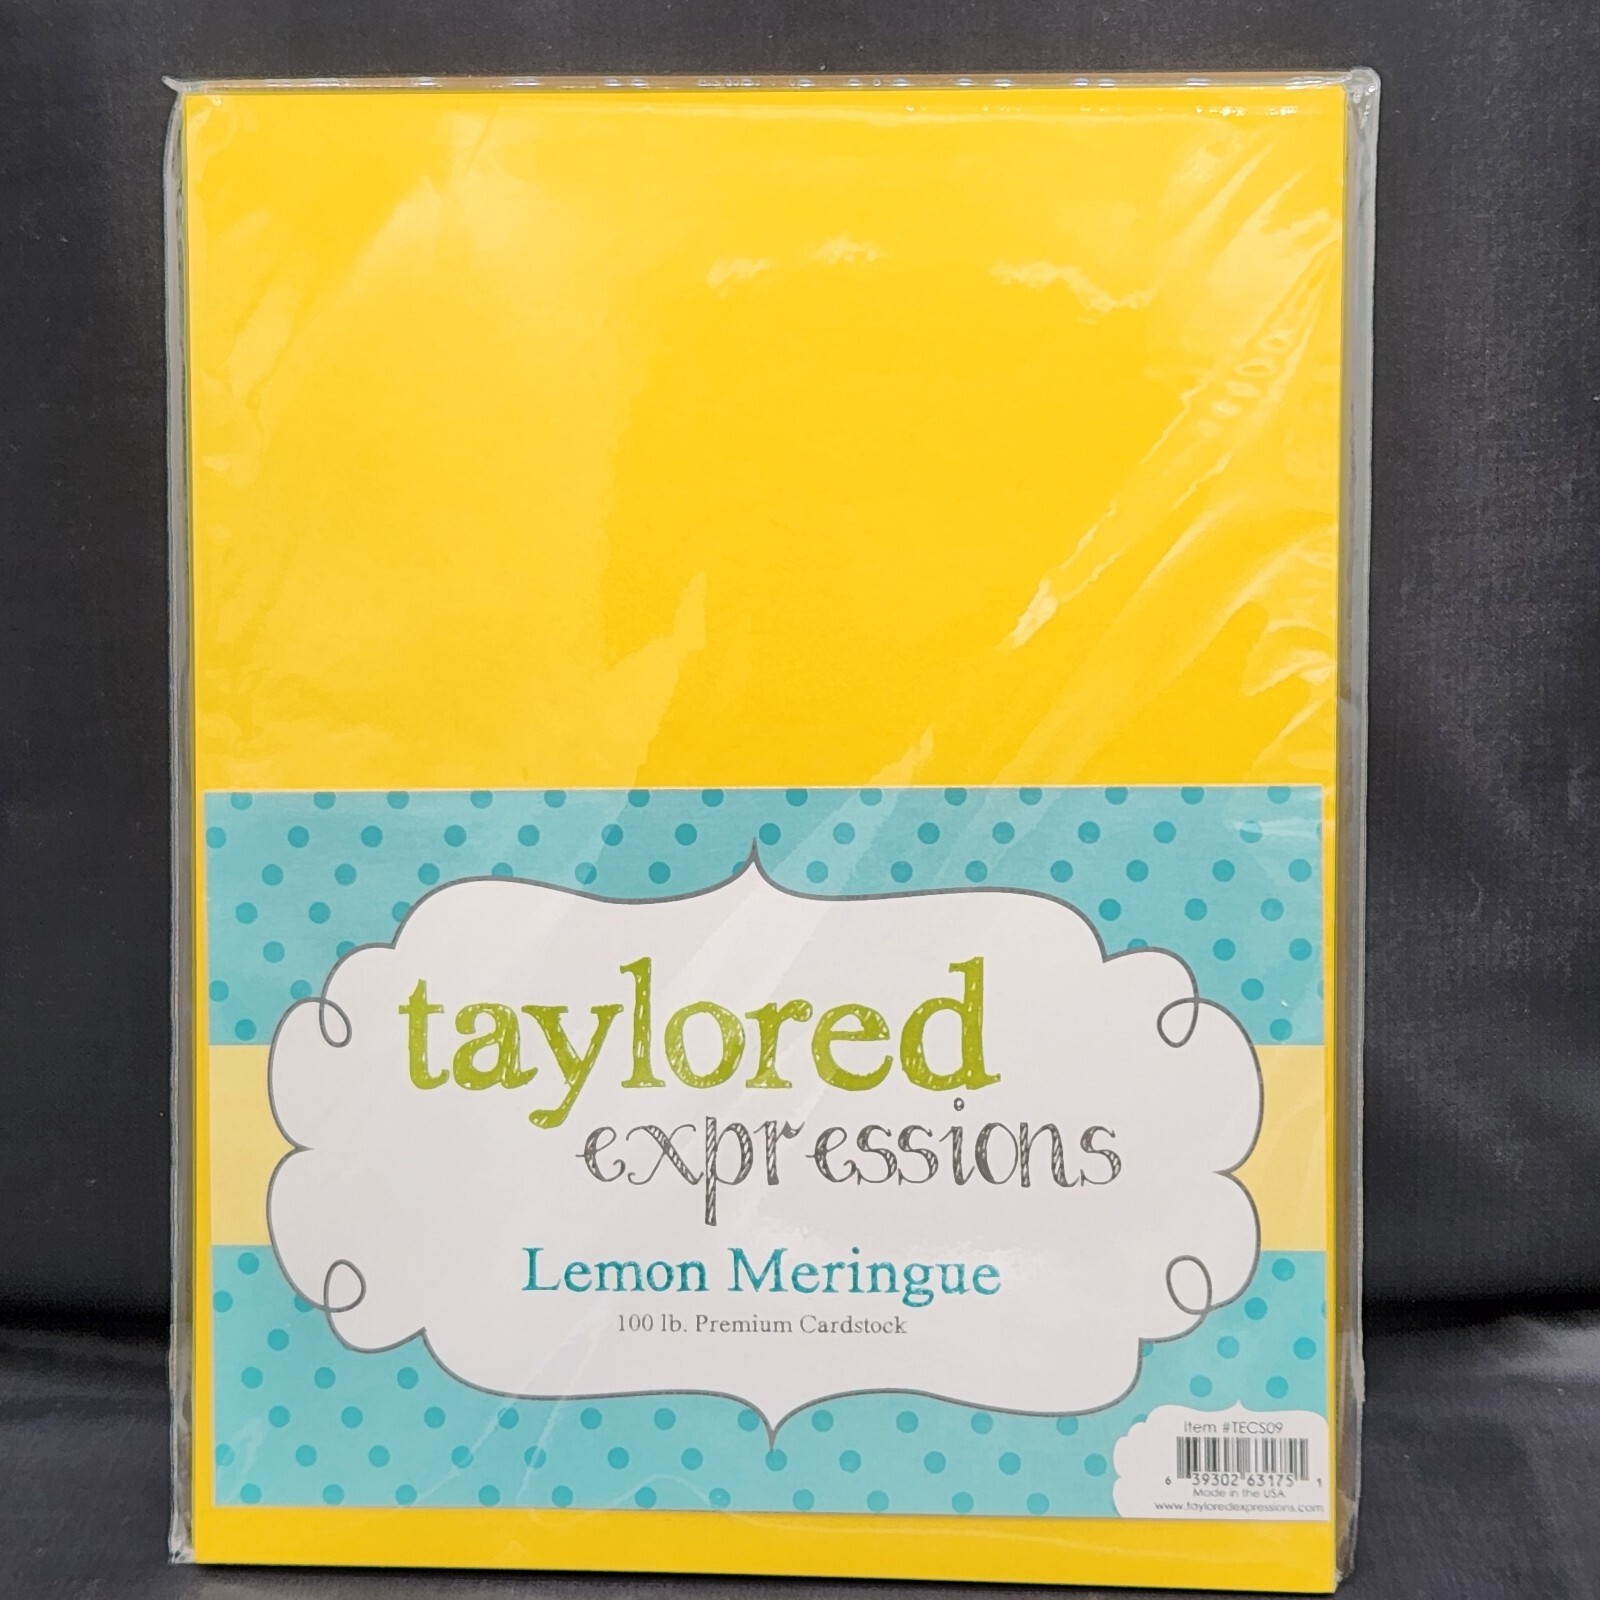 taylored
expressions
Lemon Meringue
100 lb. Premium Cardstock
Item #TECS09
6 39302 63175 1
Made in the USA
www.tayloredexpressions.com